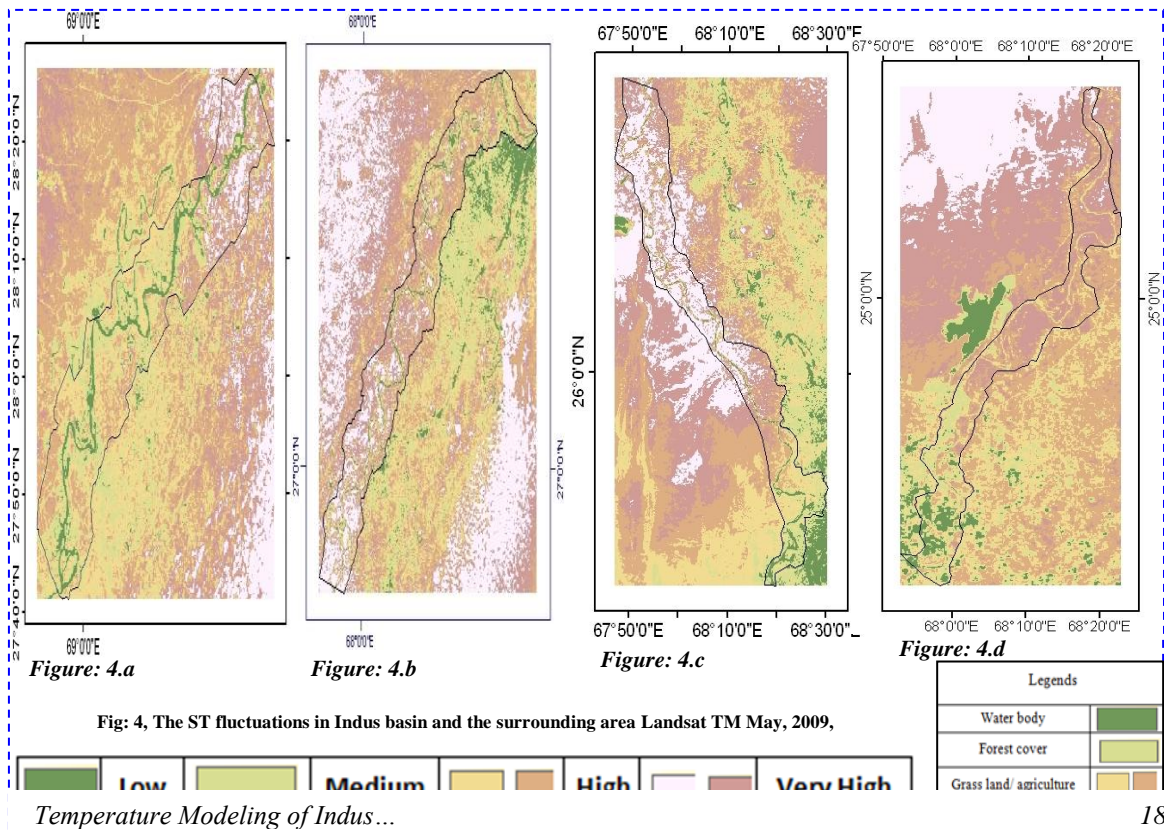 69°0'0"E
68°0'0"E
67°50'0"E 68°10'0"E 68°30'0"E
67°50'0"E 68°0'0"E 68°20'0"E
28°20'0"N
28°10'0"N
28°0'0"N
27°50'0"N
27°40'0"N
27°0'0"N
27°0'0"N
26°0'0"N
25°0'0"N
25°0'0"N
69°0'0"E
68°0'0"E
67°50'0"E 68°10'0"E 68°30'0"
68°0'0"E 68°10'0"E 68°20'0"E
Figure: 4.a
Figure: 4.b
Figure: 4.c
Figure: 4.d
Fig: 4, The ST fluctuations in Indus basin and the surrounding area Landsat TM May, 2009,
Legends
Water body
Forest cover
Grass land/ agriculture
Low Medium High Very High
Temperature Modeling of Indus… 18